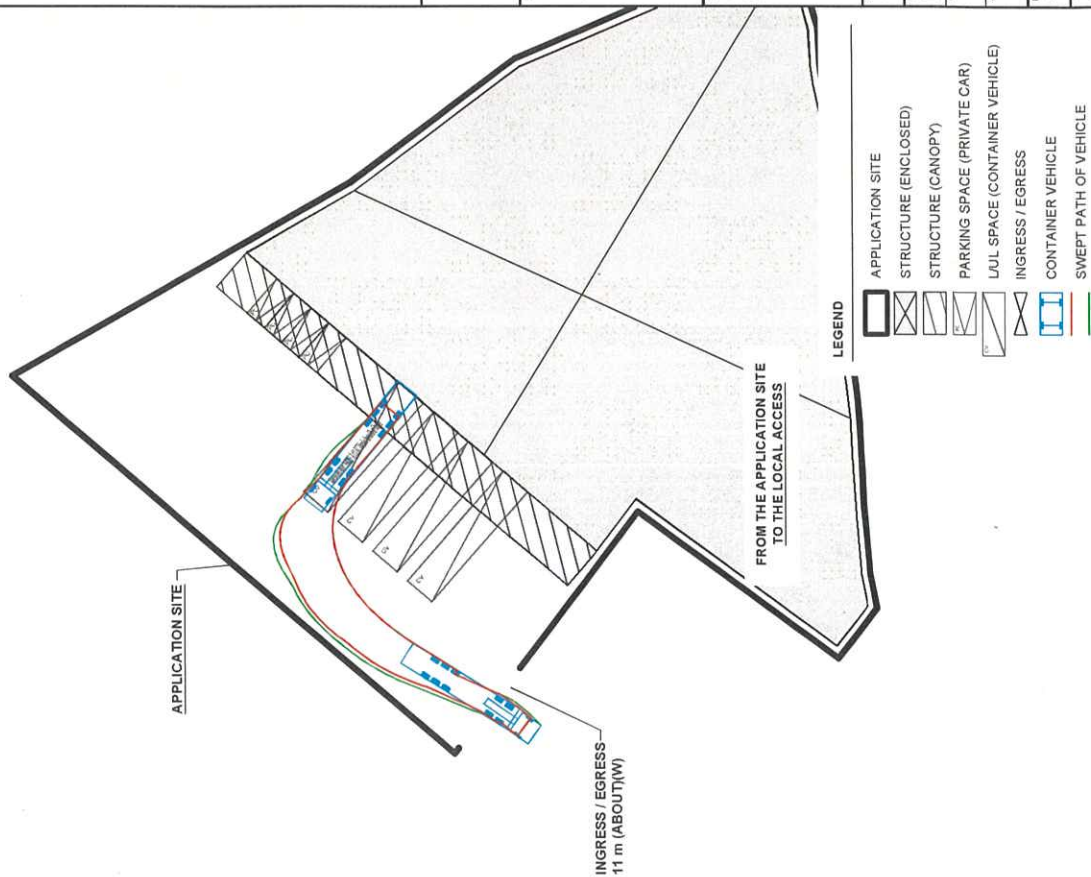 APPLICATION SITE
INGRESS / EGRESS
11 m (ABOUT)(W)
FROM THE APPLICATION SITE
TO THE LOCAL ACCESS
LEGEND
APPLICATION SITE
STRUCTURE (ENCLOSED)
STRUCTURE (CANOPY)
PARKING SPACE (PRIVATE CAR)
L/UL SPACE (CONTAINER VEHICLE)
INGRESS / EGRESS
CONTAINER VEHICLE
SWEPT PATH OF VEHICLE